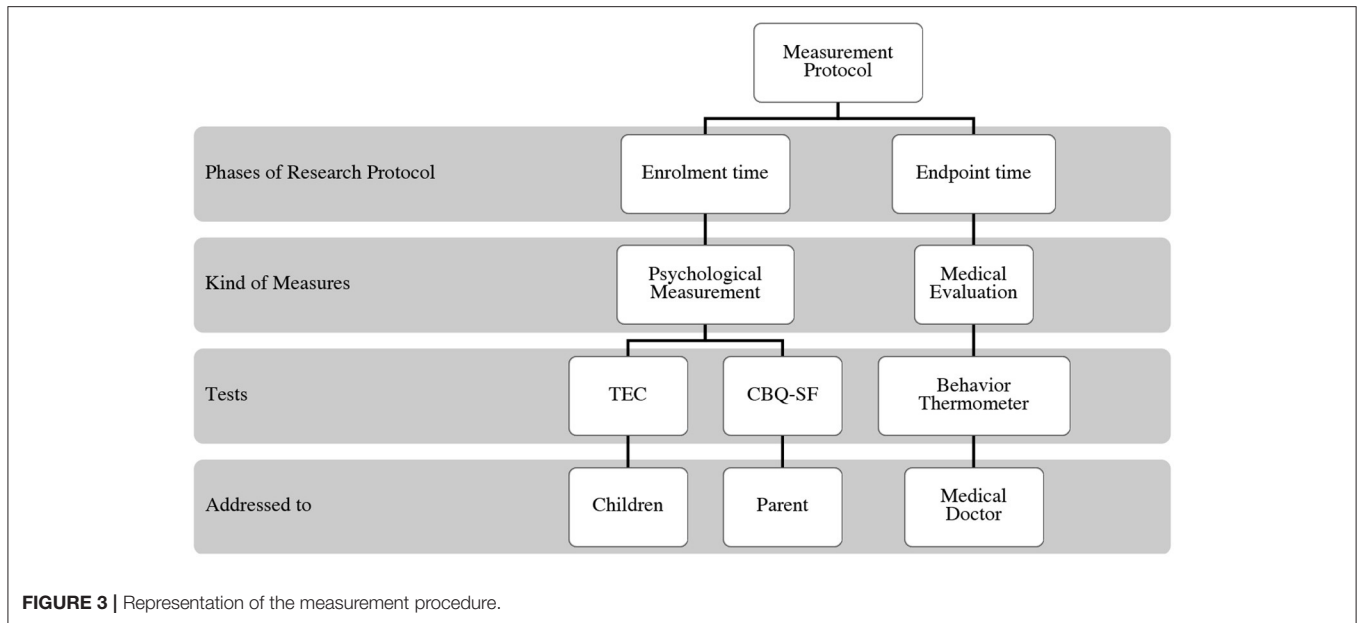 Measurement
Protocol
Phases of Research Protocol
Enrolment time
Endpoint time
Kind of Measures
Psychological
Measurement
Medical
Evaluation
Tests
TEC
CBQ-SF
Behavior
Thermometer
Addressed to
Children
Parent
Medical
Doctor
FIGURE 3 | Representation of the measurement procedure.